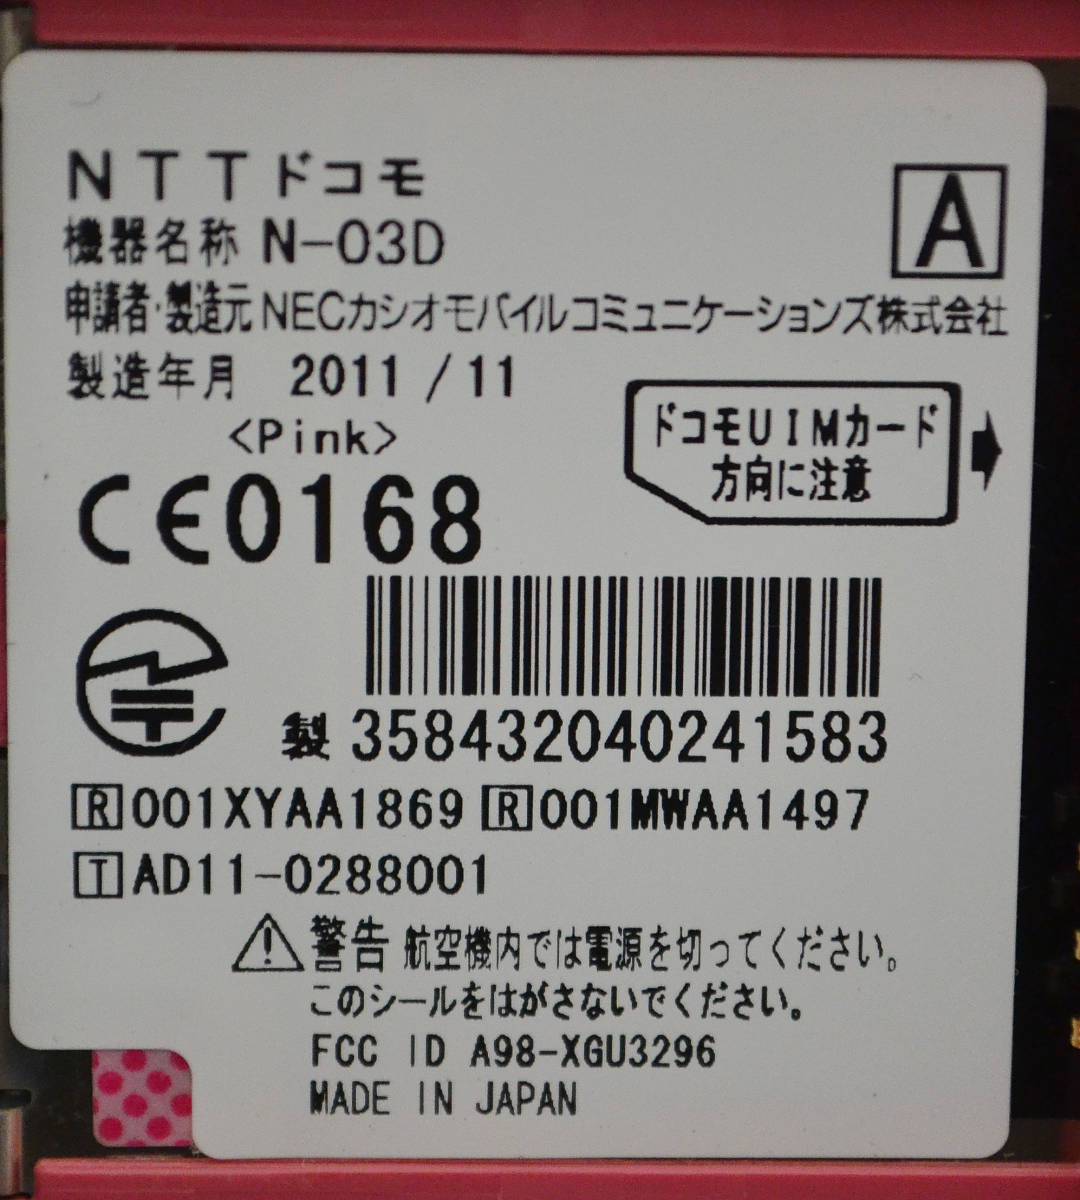 NTTドコモ
A
機器名称 N-03D
申請者・製造元 NECカシオモバイルコミュニケーションズ株式会社
製造年月 2011 /11
<Pink>
ドコモUIMカード
方向に注意
CE0168
製 358432040241583
R 001XYAA1869 R 001MWAA1497
T AD11-0288001
警告 航空機内では電源を切ってください。
このシールをはがさないでください。
FCC ID A98-XGU3296
MADE IN JAPAN